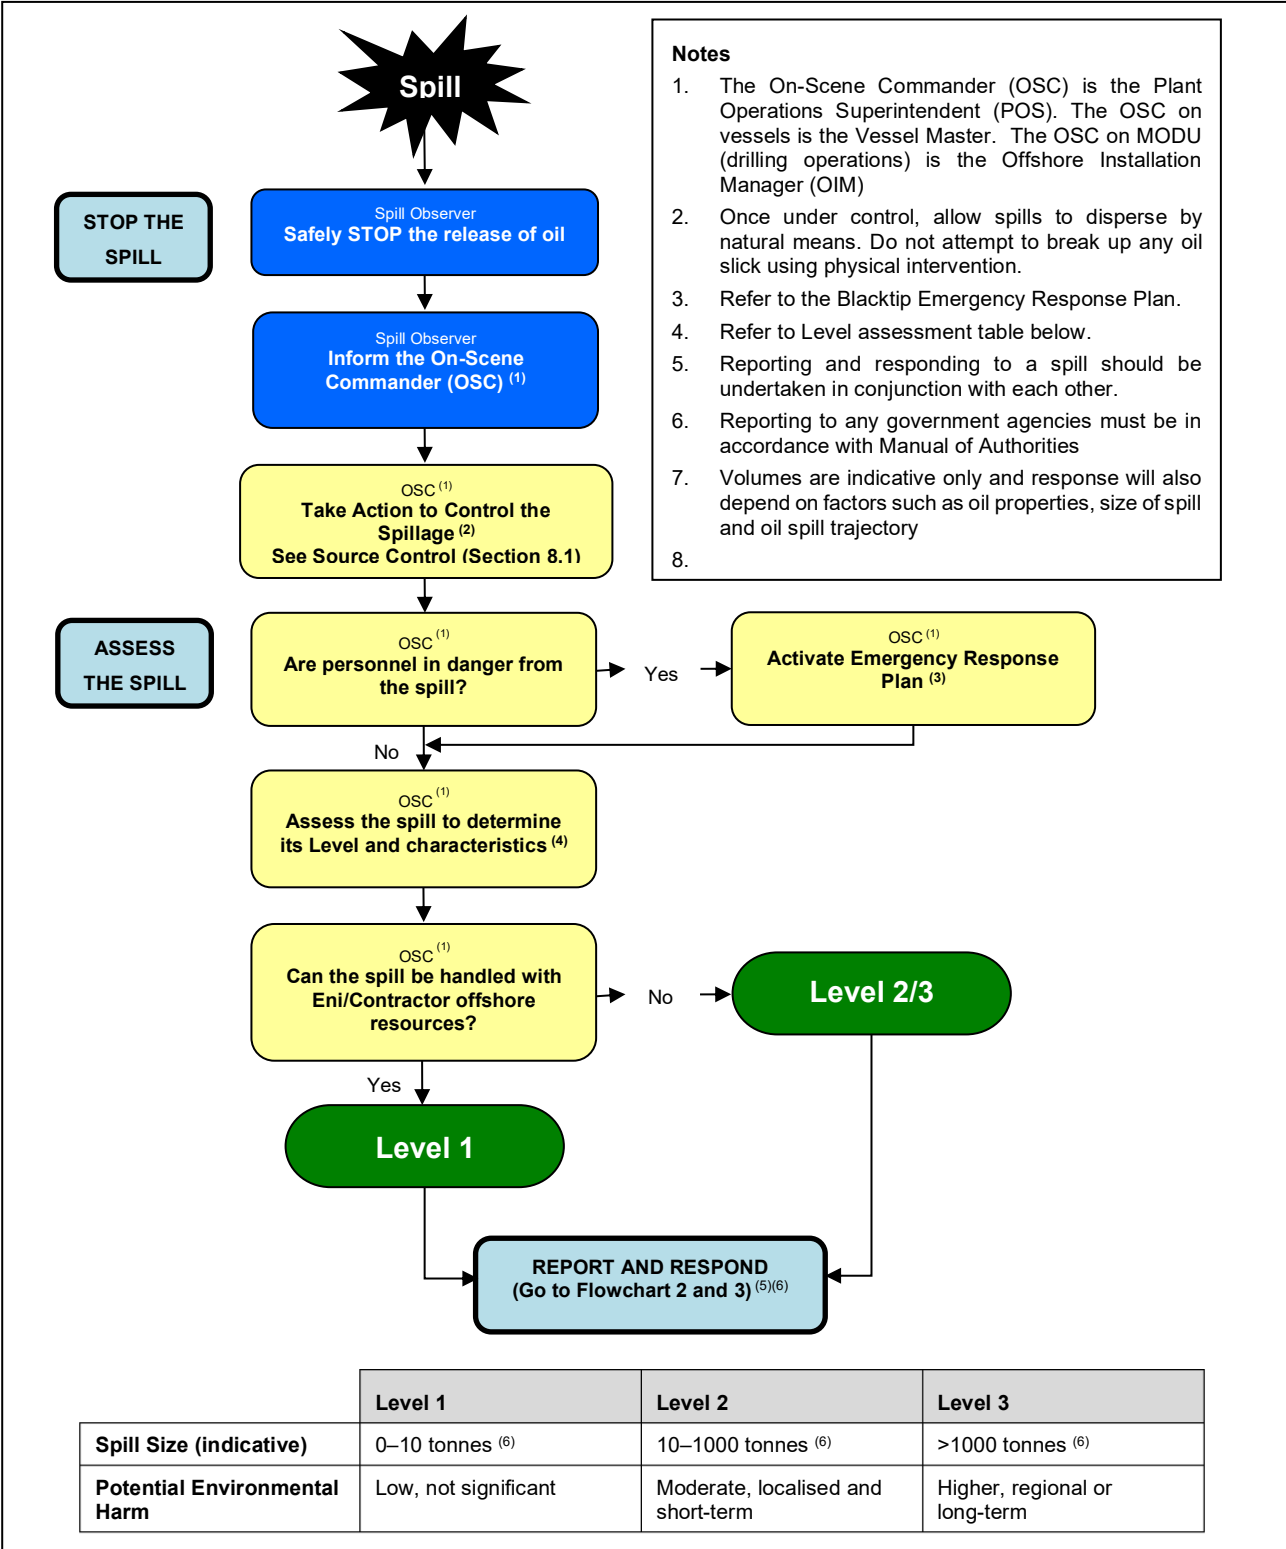 Spill
Notes
1. The On-Scene Commander (OSC) is the Plant
Operations Superintendent (POS). The OSC on
vessels is the Vessel Master. The OSC on MODU
(drilling operations) is the Offshore Installation
Manager (OIM)
2. Once under control, allow spills to disperse by
natural means. Do not attempt to break up any oil
slick using physical intervention.
3. Refer to the Blacktip Emergency Response Plan.
4. Refer to Level assessment table below.
5. Reporting and responding to a spill should be
undertaken in conjunction with each other.
6. Reporting to any government agencies must be in
accordance with Manual of Authorities
7. Volumes are indicative only and response will also
depend on factors such as oil properties, size of spill
and oil spill trajectory
8.
STOP THE
SPILL
Spill Observer
Safely STOP the release of oil
Spill Observer
Inform the On-Scene
Commander (OSC) (1)
OSC (1)
Take Action to Control the
Spillage (2)
See Source Control (Section 8.1)
ASSESS
THE SPILL
OSC (1)
Are personnel in danger from
the spill?
Yes
OSC (1)
Activate Emergency Response
Plan (3)
No
OSC (1)
Assess the spill to determine
its Level and characteristics (4)
OSC (1)
Can the spill be handled with
Eni/Contractor offshore
resources?
No
Level 2/3
Yes
Level 1
REPORT AND RESPOND
(Go to Flowchart 2 and 3) (5)(6)
Level 1 Level 2 Level 3
Spill Size (indicative) 0–10 tonnes (6) 10–1000 tonnes (6) >1000 tonnes (6)
Potential Environmental Low, not significant Moderate, localised and Higher, regional or
Harm short-term long-term